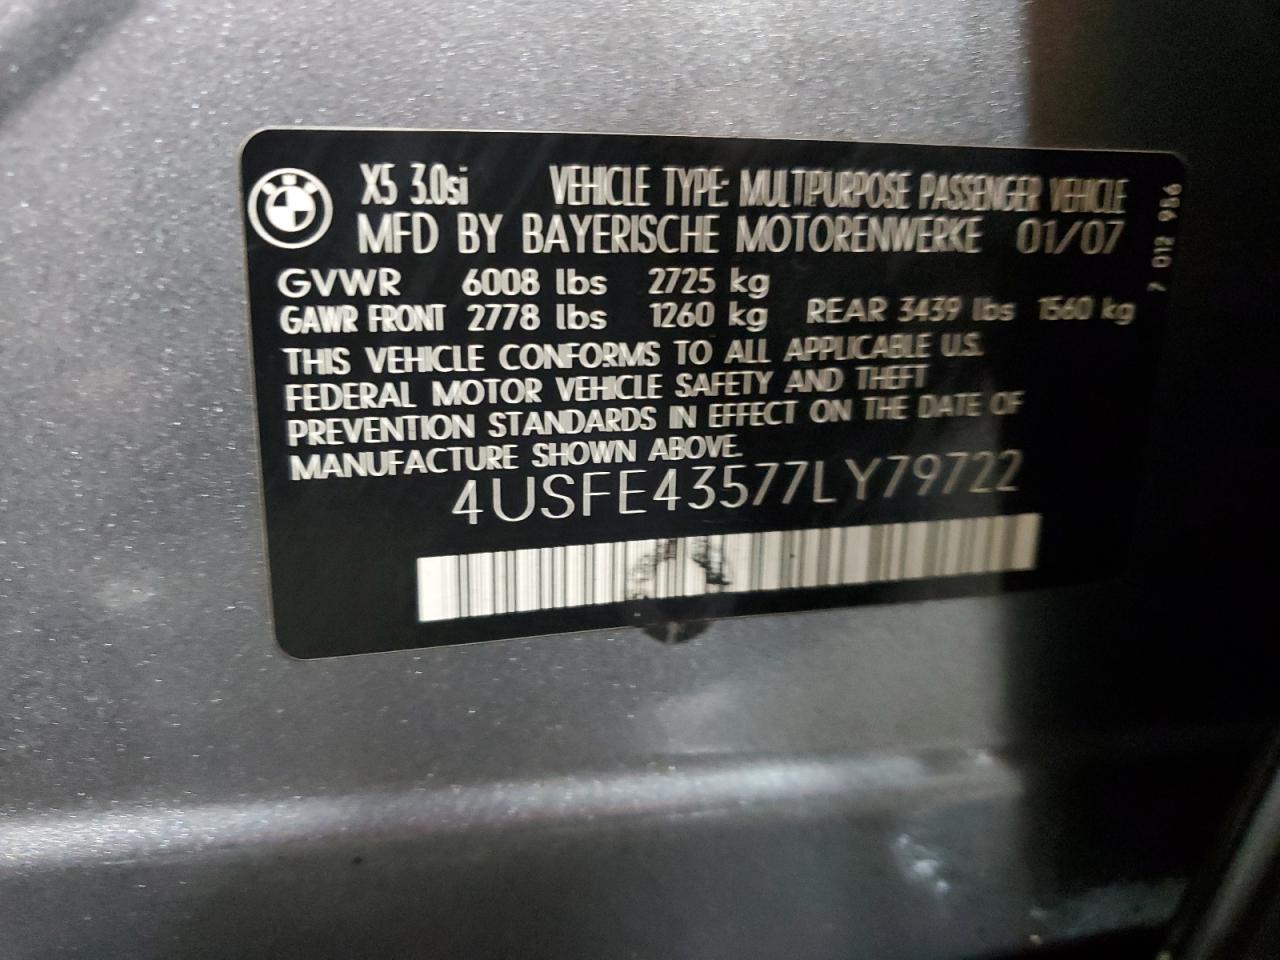 X5 3.0si VEHICLE TYPE: MULTIPURPOSE PASSENGER VEHICLE
MFD BY BAYERISCHE MOTORENWERKE 01/07
GVWR 6008 lbs 2725 kg
GAWR FRONT 2778 lbs 1260 kg REAR 3439 lbs 1560 kg
THIS VEHICLE CONFORMS TO ALL APPLICABLE U.S.
FEDERAL MOTOR VEHICLE SAFETY AND THEFT
PREVENTION STANDARDS IN EFFECT ON THE DATE OF
MANUFACTURE SHOWN ABOVE.
4USFE43577LY79722
7 012 986